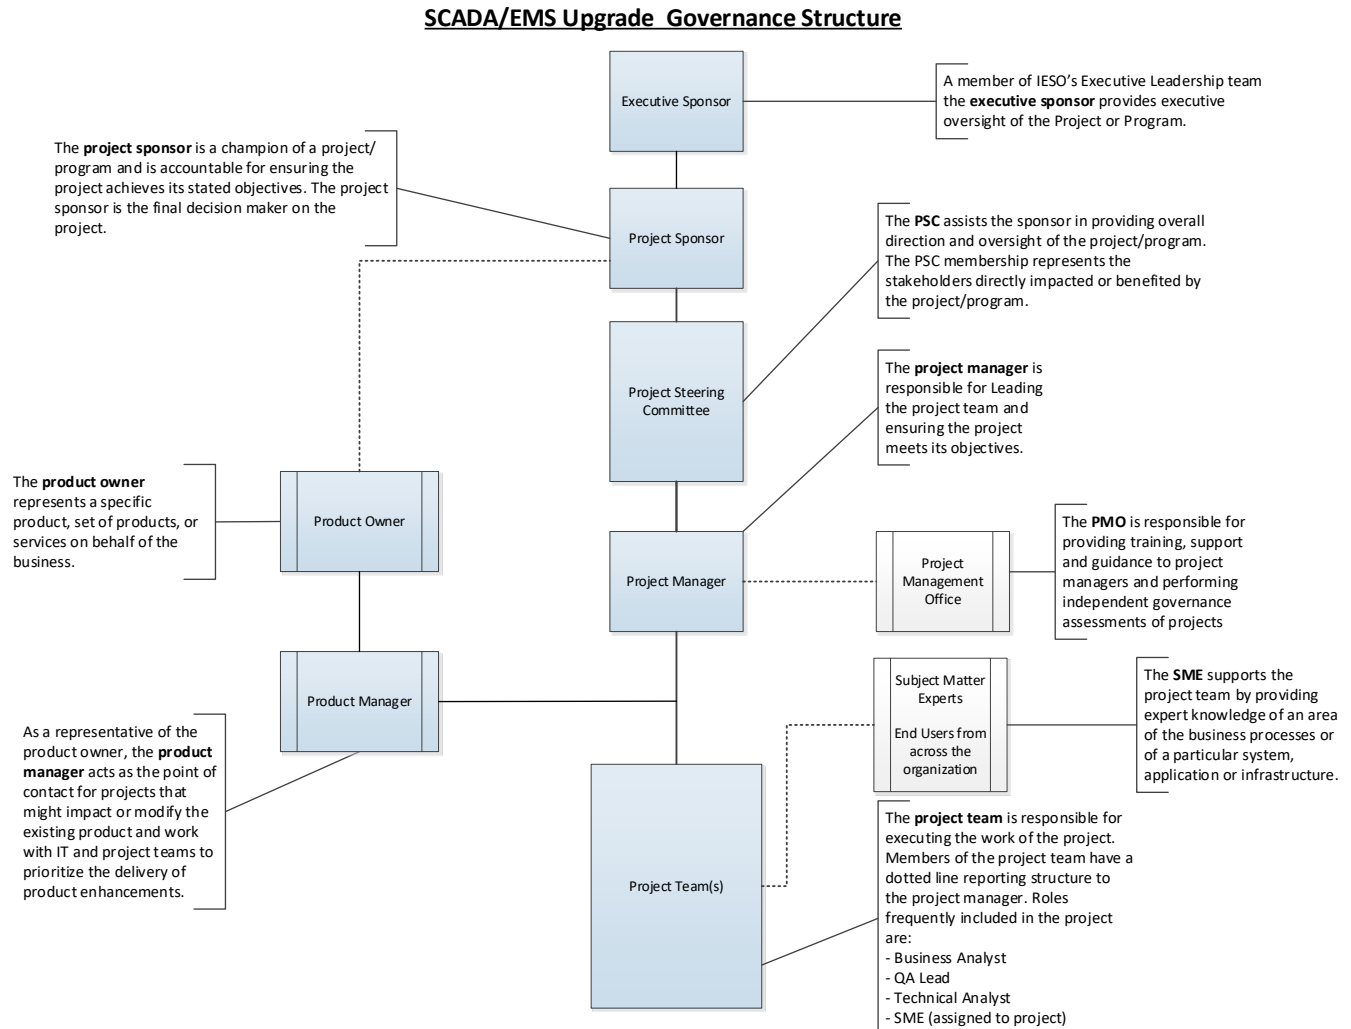 SCADA/EMS Upgrade  Governance Structure
Executive Sponsor
A member of IESO’s Executive Leadership team
the executive sponsor provides executive
oversight of the Project or Program.
The project sponsor is a champion of a project/
program and is accountable for ensuring the
project achieves its stated objectives. The project
sponsor is the final decision maker on the
project.
Project Sponsor
The PSC assists the sponsor in providing overall
direction and oversight of the project/program.
The PSC membership represents the
stakeholders directly impacted or benefited by
the project/program.
Project Steering
Committee
The project manager is
responsible for Leading
the project team and
ensuring the project
meets its objectives.
The product owner
represents a specific
product, set of products, or
services on behalf of the
business.
Product Owner
Project Manager
Project
Management
Office
The PMO is responsible for
providing training, support
and guidance to project
managers and performing
independent governance
assessments of projects
Product Manager
Subject Matter
Experts
End Users from
across the
organization
The SME supports the
project team by providing
expert knowledge of an area
of the business processes or
of a particular system,
application or infrastructure.
As a representative of the
product owner, the product
manager acts as the point of
contact for projects that
might impact or modify the
existing product and work
with IT and project teams to
prioritize the delivery of
product enhancements.
Project Team(s)
The project team is responsible for
executing the work of the project.
Members of the project team have a
dotted line reporting structure to
the project manager. Roles
frequently included in the project
are:
- Business Analyst
- QA Lead
- Technical Analyst
- SME (assigned to project)